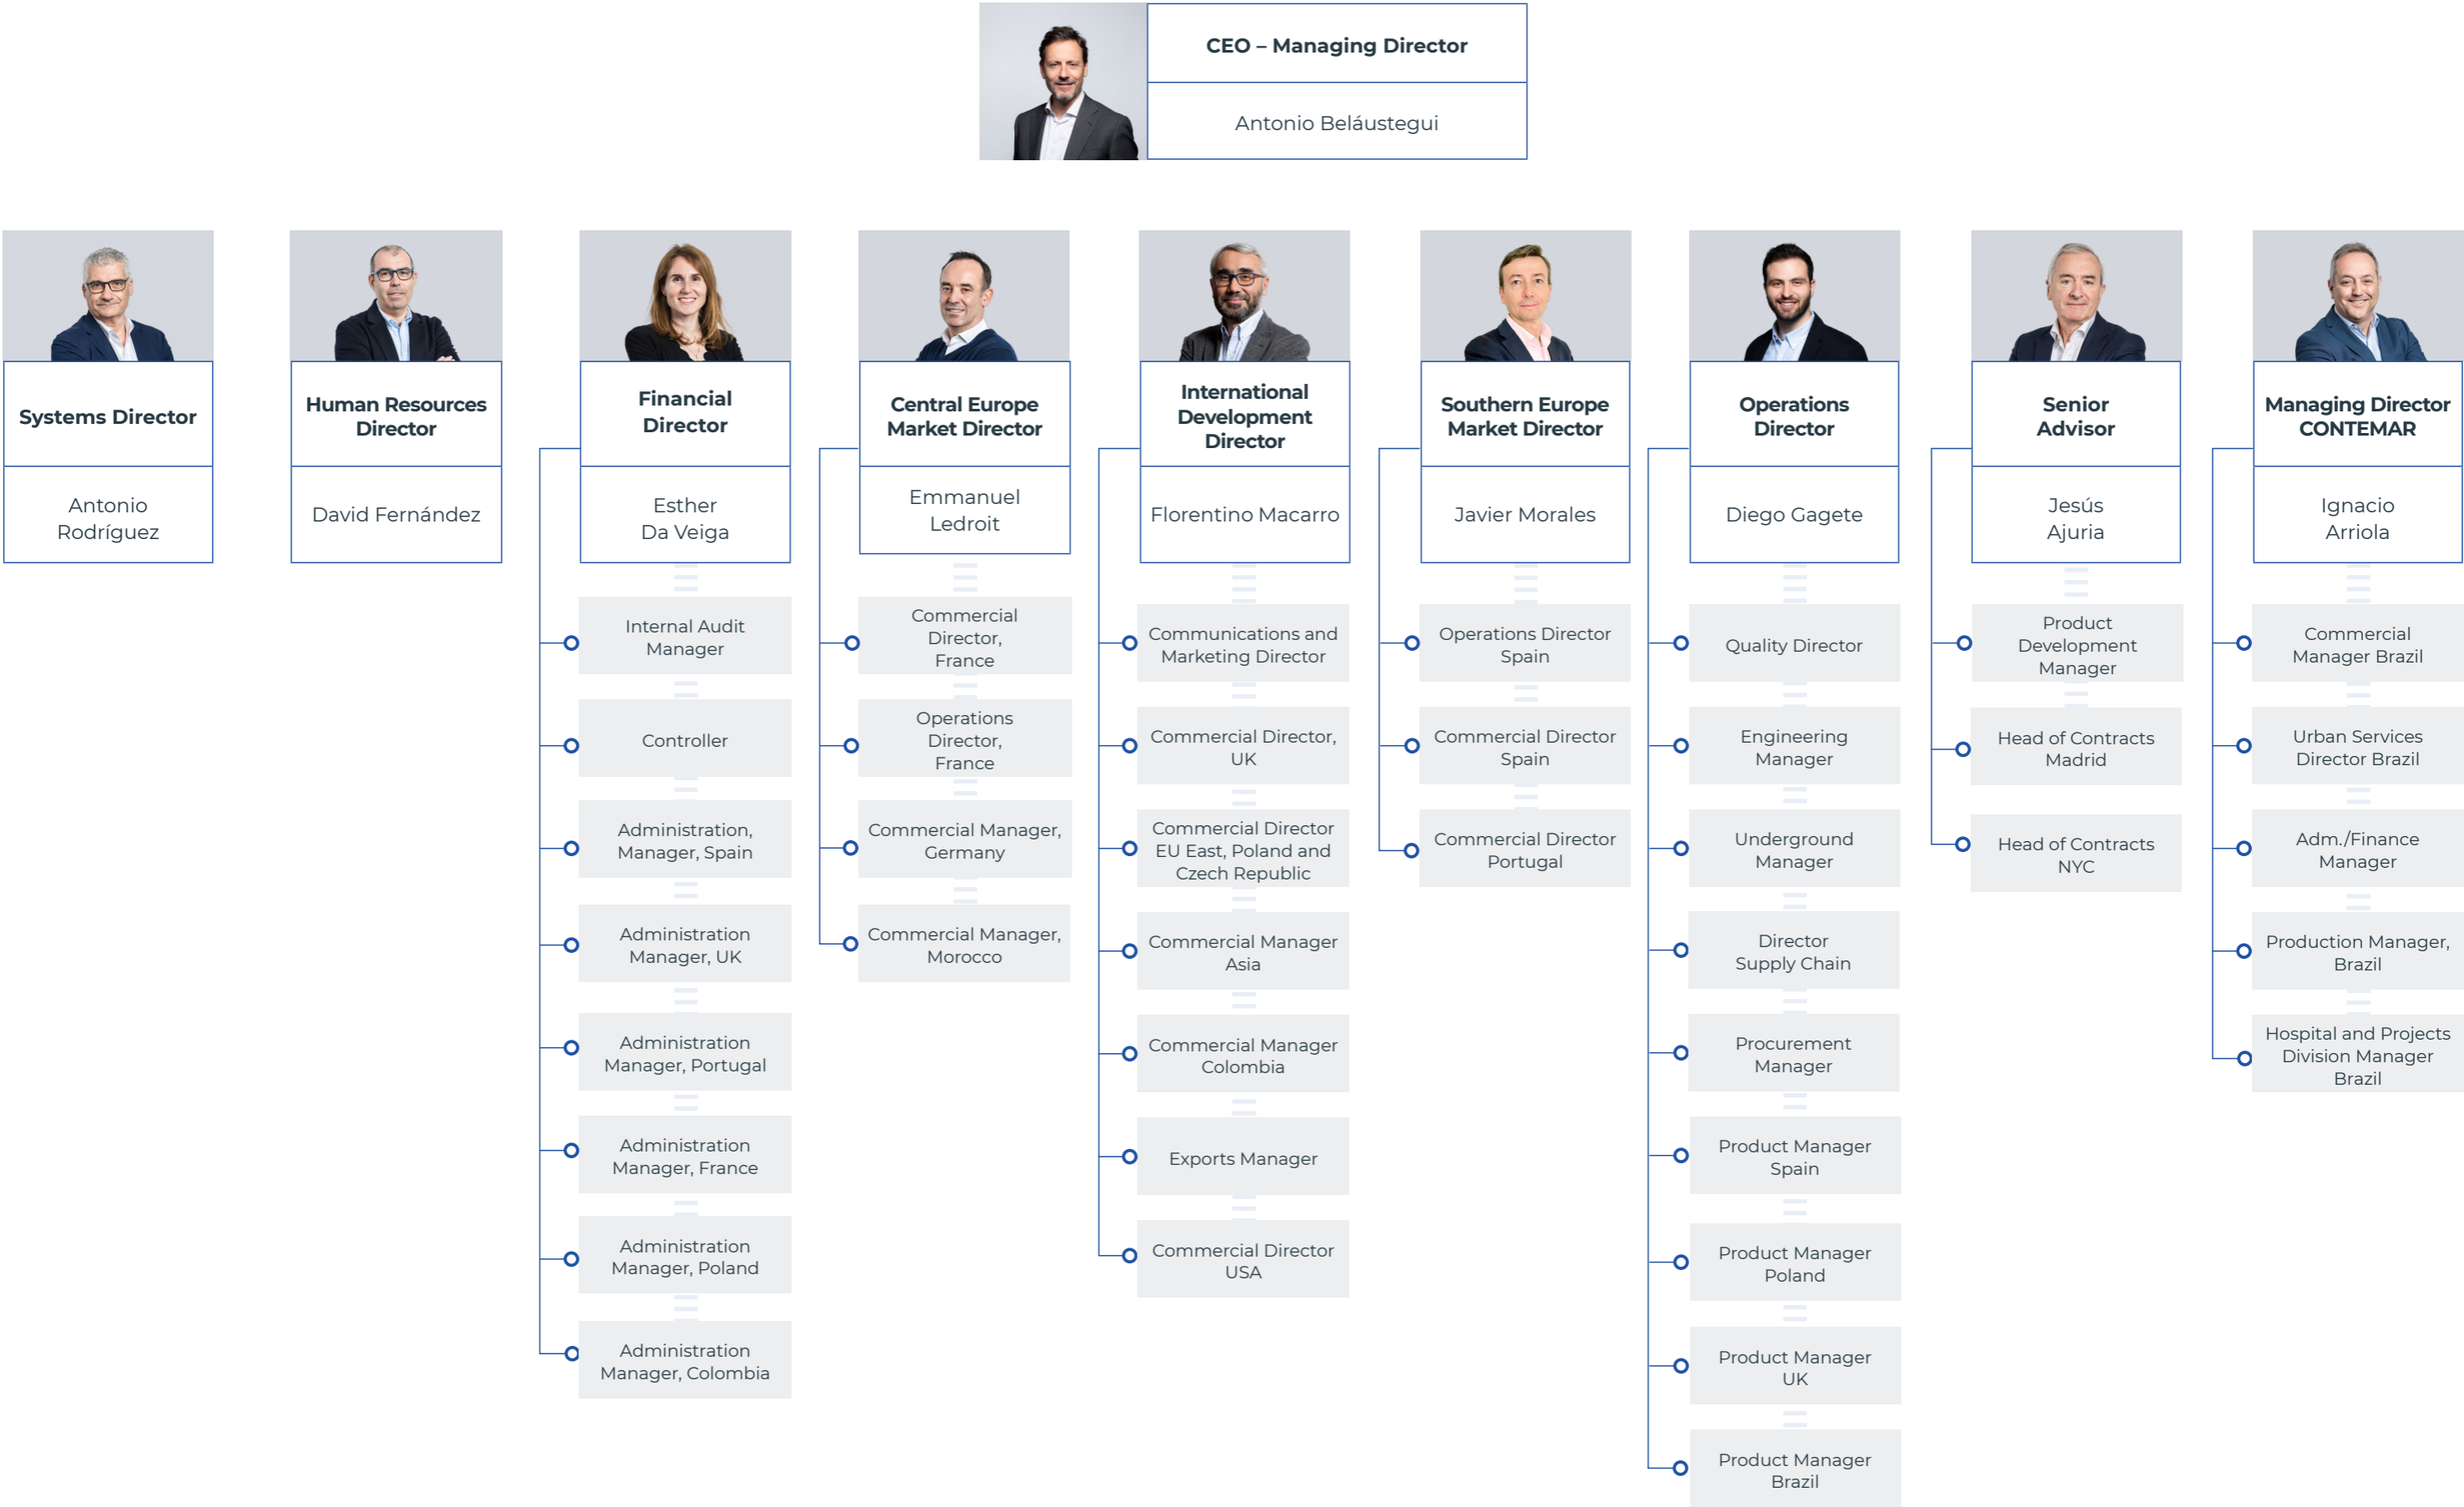 CEO – Managing Director
Antonio Beláustegui
Systems Director
Antonio
Rodríguez
Human Resources
Director
David Fernández
Financial
Director
Esther
Da Veiga
Internal Audit
Manager
Controller
Administration,
Manager, Spain
Administration
Manager, UK
Administration
Manager, Portugal
Administration
Manager, France
Administration
Manager, Poland
Administration
Manager, Colombia
Central Europe
Market Director
Emmanuel
Ledroit
Commercial
Director,
France
Operations
Director,
France
Commercial Manager,
Germany
Commercial Manager,
Morocco
International
Development
Director
Florentino Macarro
Communications and
Marketing Director
Commercial Director,
UK
Commercial Director
EU East, Poland and
Czech Republic
Commercial Manager
Asia
Commercial Manager
Colombia
Exports Manager
Commercial Director
USA
Southern Europe
Market Director
Javier Morales
Operations Director
Spain
Commercial Director
Spain
Commercial Director
Portugal
Operations
Director
Diego Gagete
Quality Director
Engineering
Manager
Underground
Manager
Director
Supply Chain
Procurement
Manager
Product Manager
Spain
Product Manager
Poland
Product Manager
UK
Product Manager
Brazil
Senior
Advisor
Jesús
Ajuria
Product
Development
Manager
Head of Contracts
Madrid
Head of Contracts
NYC
Managing Director
CONTEMAR
Ignacio
Arriola
Commercial
Manager Brazil
Urban Services
Director Brazil
Adm./Finance
Manager
Production Manager,
Brazil
Hospital and Projects
Division Manager
Brazil